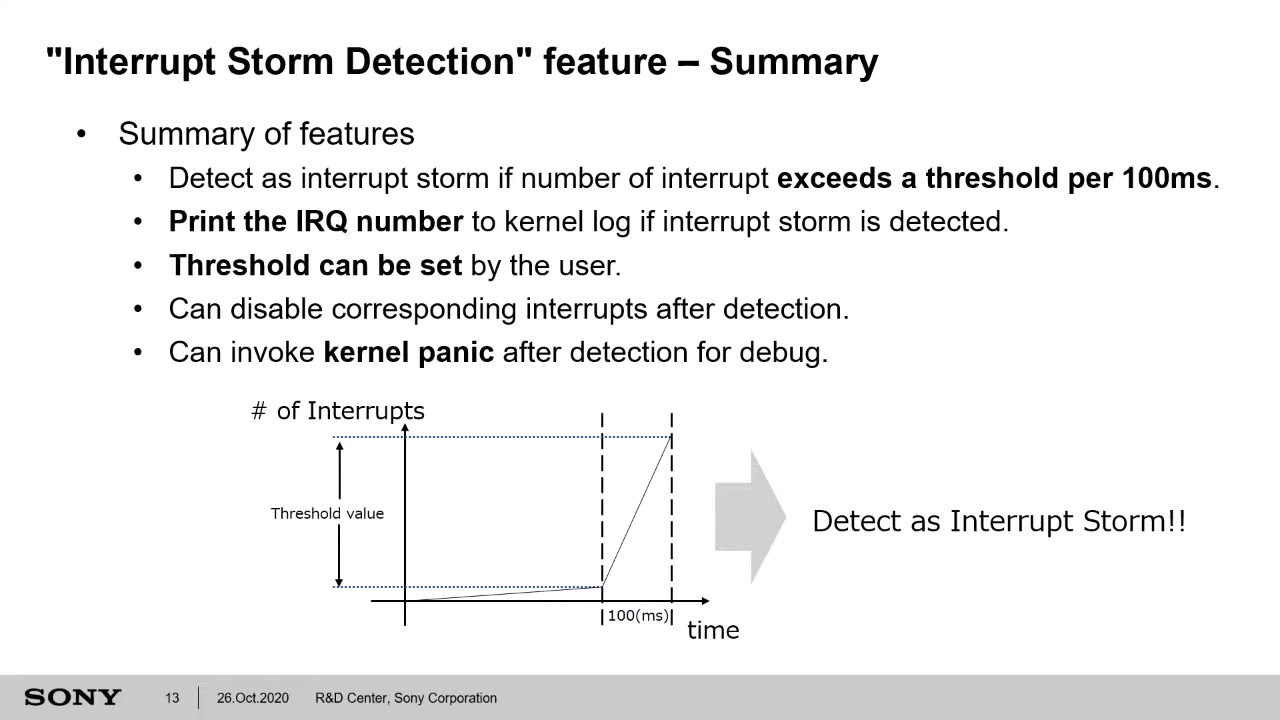 "Interrupt Storm Detection" feature – Summary
• Summary of features
• Detect as interrupt storm if number of interrupt exceeds a threshold per 100ms.
• Print the IRQ number to kernel log if interrupt storm is detected.
• Threshold can be set by the user.
• Can disable corresponding interrupts after detection.
• Can invoke kernel panic after detection for debug.
# of Interrupts
Threshold value
Detect as Interrupt Storm!!
100(ms)
time
SONY 13 26.Oct.2020 R&D Center, Sony Corporation